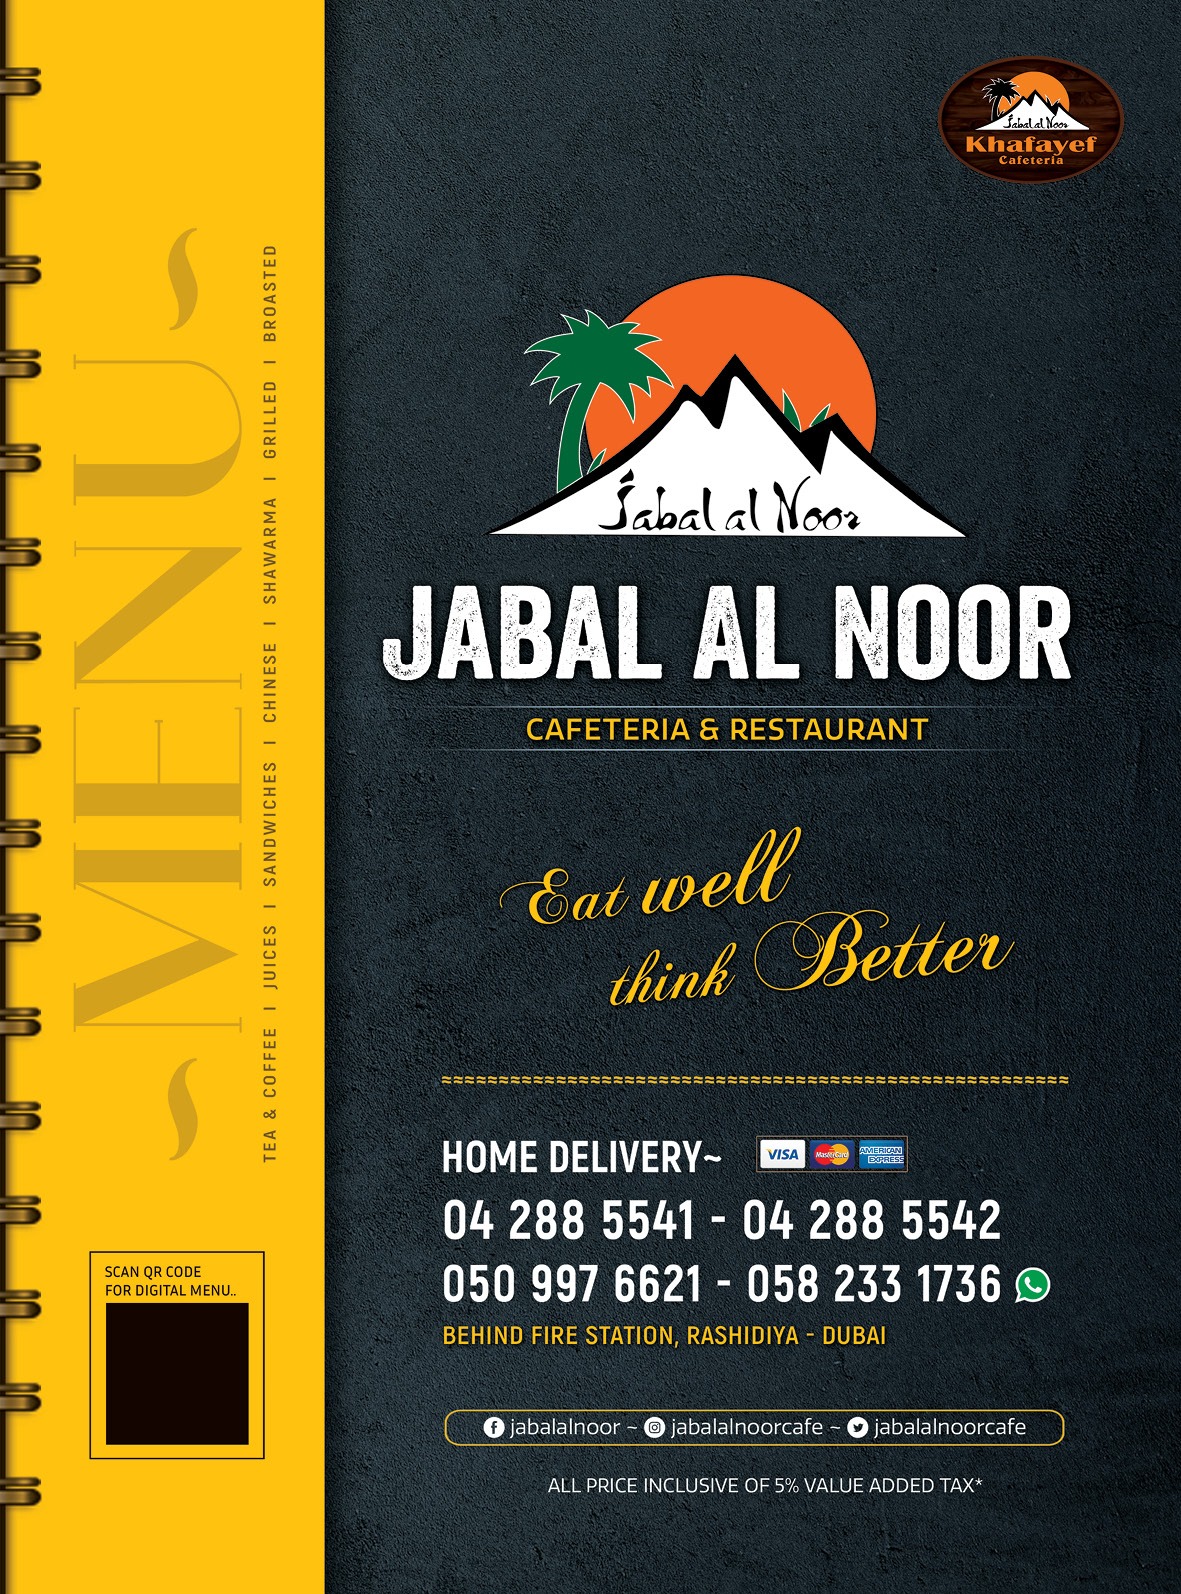 MENU
TEA & COFFEE I JUICES I SANDWICHES I CHINESE I SHAWARMA I GRILLED I BROASTED
SCAN QR CODE
FOR DIGITAL MENU..
Jabal al Noor
Khafayef
Cafeteria
Jabal al Noor
JABAL AL NOOR
CAFETERIA & RESTAURANT
Eat well
think Better
HOME DELIVERY~ VISA MasterCard AMERICAN EXPRESS
04 288 5541 - 04 288 5542
050 997 6621 - 058 233 1736
BEHIND FIRE STATION, RASHIDIYA - DUBAI
jabalalnoor ~ jabalalnoorcafe ~ jabalalnoorcafe
ALL PRICE INCLUSIVE OF 5% VALUE ADDED TAX*